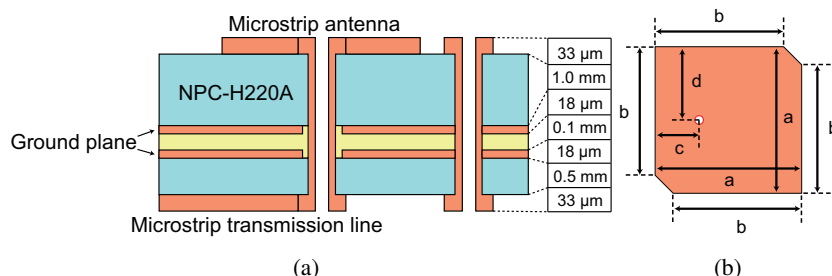 Microstrip antenna
NPC-H220A
Ground plane
Microstrip transmission line
33 μm
1.0 mm
18 μm
0.1 mm
18 μm
0.5 mm
33 μm
(a)
b
d
b
a
b
c
a
b
(b)